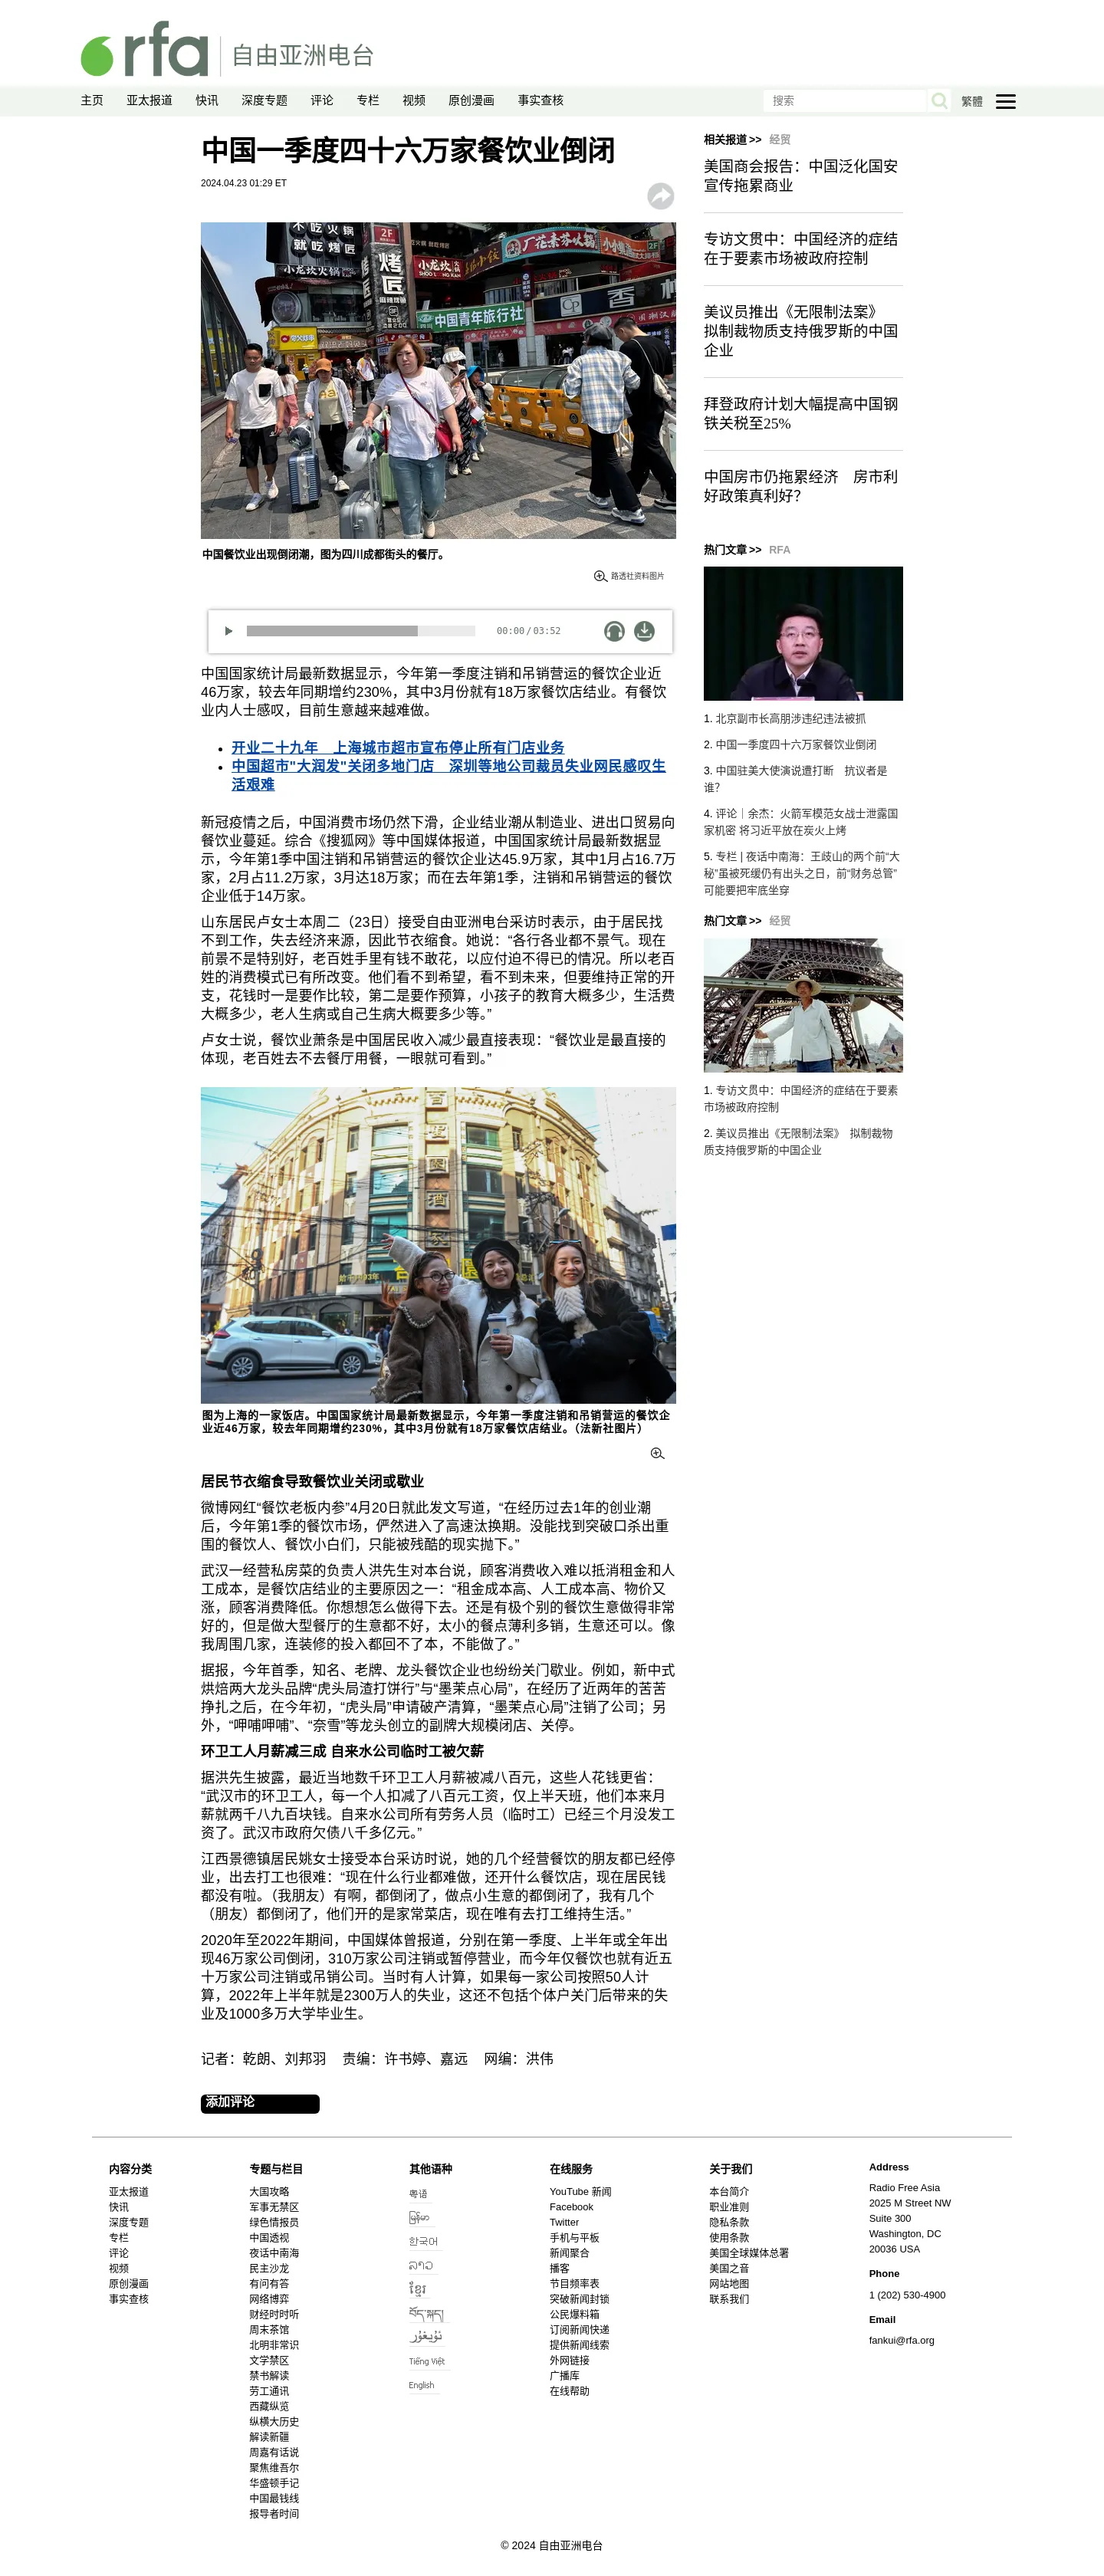 rfa 自由亚洲电台
主页 亚太报道 快讯 深度专题 评论 专栏 视频 原创漫画 事实查核 搜索 繁體
中国一季度四十六万家餐饮业倒闭
2024.04.23 01:29 ET
不吃火锅
就吃烤匠
小龙坎火锅
烤匠
2F
小龙坎火锅
SHOO LOONG KAN
中国青年旅行社
厂花素芬火锅
CP
中国餐饮业出现倒闭潮，图为四川成都街头的餐厅。
路透社资料图片
00:00 / 03:52
中国国家统计局最新数据显示，今年第一季度注销和吊销营运的餐饮企业近
46万家，较去年同期增约230%，其中3月份就有18万家餐饮店结业。有餐饮
业内人士感叹，目前生意越来越难做。
开业二十九年　上海城市超市宣布停止所有门店业务
中国超市"大润发"关闭多地门店　深圳等地公司裁员失业网民感叹生
活艰难
新冠疫情之后，中国消费市场仍然下滑，企业结业潮从制造业、进出口贸易向
餐饮业蔓延。综合《搜狐网》等中国媒体报道，中国国家统计局最新数据显
示，今年第1季中国注销和吊销营运的餐饮企业达45.9万家，其中1月占16.7万
家，2月占11.2万家，3月达18万家；而在去年第1季，注销和吊销营运的餐饮
企业低于14万家。
山东居民卢女士本周二（23日）接受自由亚洲电台采访时表示，由于居民找
不到工作，失去经济来源，因此节衣缩食。她说：“各行各业都不景气。现在
前景不是特别好，老百姓手里有钱不敢花，以应付迫不得已的情况。所以老百
姓的消费模式已有所改变。他们看不到希望，看不到未来，但要维持正常的开
支，花钱时一是要作比较，第二是要作预算，小孩子的教育大概多少，生活费
大概多少，老人生病或自己生病大概要多少等。”
卢女士说，餐饮业萧条是中国居民收入减少最直接表现：“餐饮业是最直接的
体现，老百姓去不去餐厅用餐，一眼就可看到。”
图为上海的一家饭店。中国国家统计局最新数据显示，今年第一季度注销和吊销营运的餐饮企
业近46万家，较去年同期增约230%，其中3月份就有18万家餐饮店结业。（法新社图片）
居民节衣缩食导致餐饮业关闭或歇业
微博网红“餐饮老板内参”4月20日就此发文写道，“在经历过去1年的创业潮
后，今年第1季的餐饮市场，俨然进入了高速汰换期。没能找到突破口杀出重
围的餐饮人、餐饮小白们，只能被残酷的现实抛下。”
武汉一经营私房菜的负责人洪先生对本台说，顾客消费收入难以抵消租金和人
工成本，是餐饮店结业的主要原因之一：“租金成本高、人工成本高、物价又
涨，顾客消费降低。你想想怎么做得下去。还是有极个别的餐饮生意做得非常
好的，但是做大型餐厅的生意都不好，太小的餐点薄利多销，生意还可以。像
我周围几家，连装修的投入都回不了本，不能做了。”
据报，今年首季，知名、老牌、龙头餐饮企业也纷纷关门歇业。例如，新中式
烘焙两大龙头品牌“虎头局渣打饼行”与“墨茉点心局”，在经历了近两年的苦苦
挣扎之后，在今年初，“虎头局”申请破产清算，“墨茉点心局”注销了公司；另
外，“呷哺呷哺”、“奈雪”等龙头创立的副牌大规模闭店、关停。
环卫工人月薪减三成 自来水公司临时工被欠薪
据洪先生披露，最近当地数千环卫工人月薪被减八百元，这些人花钱更省：
“武汉市的环卫工人，每一个人扣减了八百元工资，仅上半天班，他们本来月
薪就两千八九百块钱。自来水公司所有劳务人员（临时工）已经三个月没发工
资了。武汉市政府欠债八千多亿元。”
江西景德镇居民姚女士接受本台采访时说，她的几个经营餐饮的朋友都已经停
业，出去打工也很难：“现在什么行业都难做，还开什么餐饮店，现在居民钱
都没有啦。（我朋友）有啊，都倒闭了，做点小生意的都倒闭了，我有几个
（朋友）都倒闭了，他们开的是家常菜店，现在唯有去打工维持生活。”
2020年至2022年期间，中国媒体曾报道，分别在第一季度、上半年或全年出
现46万家公司倒闭，310万家公司注销或暂停营业，而今年仅餐饮也就有近五
十万家公司注销或吊销公司。当时有人计算，如果每一家公司按照50人计
算，2022年上半年就是2300万人的失业，这还不包括个体户关门后带来的失
业及1000多万大学毕业生。
记者：乾朗、刘邦羽　责编：许书婷、嘉远　网编：洪伟
添加评论
相关报道 >> 经贸
美国商会报告：中国泛化国安
宣传拖累商业
专访文贯中：中国经济的症结
在于要素市场被政府控制
美议员推出《无限制法案》
拟制裁物质支持俄罗斯的中国
企业
拜登政府计划大幅提高中国钢
铁关税至25%
中国房市仍拖累经济　房市利
好政策真利好？
热门文章 >> RFA
1. 北京副市长高朋涉违纪违法被抓
2. 中国一季度四十六万家餐饮业倒闭
3. 中国驻美大使演说遭打断　抗议者是
谁？
4. 评论｜余杰：火箭军模范女战士泄露国
家机密 将习近平放在炭火上烤
5. 专栏 | 夜话中南海：王歧山的两个前“大
秘”虽被死缓仍有出头之日，前“财务总管”
可能要把牢底坐穿
热门文章 >> 经贸
1. 专访文贯中：中国经济的症结在于要素
市场被政府控制
2. 美议员推出《无限制法案》　拟制裁物
质支持俄罗斯的中国企业
内容分类
亚太报道
快讯
深度专题
专栏
评论
视频
原创漫画
事实查核
专题与栏目
大国攻略
军事无禁区
绿色情报员
中国透视
夜话中南海
民主沙龙
有问有答
网络博弈
财经时时听
周末茶馆
北明非常识
文学禁区
禁书解读
劳工通讯
西藏纵览
纵横大历史
解读新疆
周嘉有话说
聚焦维吾尔
华盛顿手记
中国最钱线
报导者时间
其他语种
粤语
မြန်မာ
한국어
ລາວ
ខ្មែរ
བོད་སྐད།
ئۇيغۇر
Tiếng Việt
English
在线服务
YouTube 新闻
Facebook
Twitter
手机与平板
新闻聚合
播客
节目频率表
突破新闻封锁
公民爆料箱
订阅新闻快递
提供新闻线索
外网链接
广播库
在线帮助
关于我们
本台简介
职业准则
隐私条款
使用条款
美国全球媒体总署
美国之音
网站地图
联系我们
Address
Radio Free Asia
2025 M Street NW
Suite 300
Washington, DC
20036 USA
Phone
1 (202) 530-4900
Email
fankui@rfa.org
© 2024 自由亚洲电台